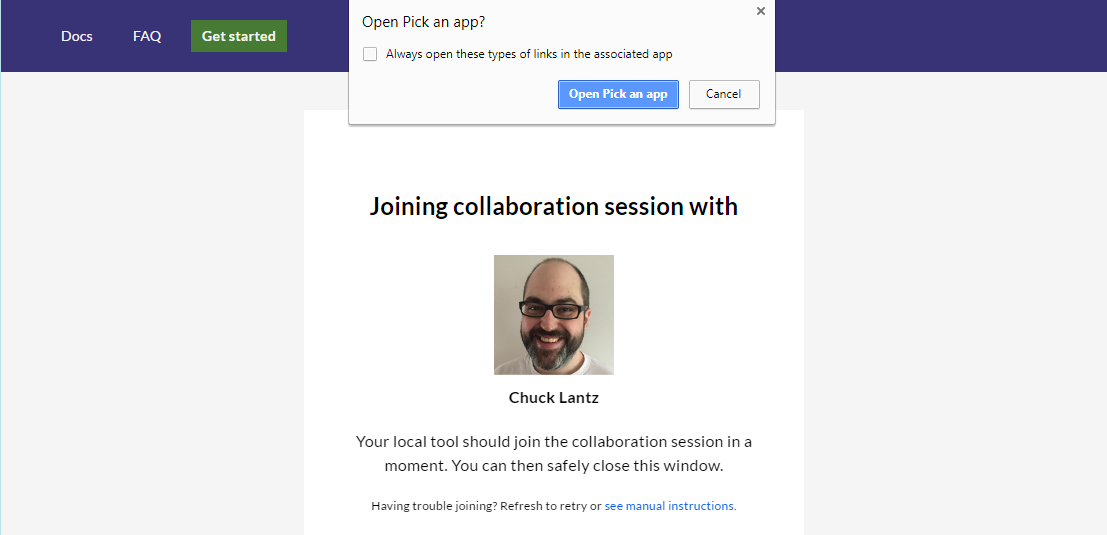 Docs FAQ Get started
Open Pick an app?
Always open these types of links in the associated app
Open Pick an app Cancel
Joining collaboration session with
Chuck Lantz
Your local tool should join the collaboration session in a
moment. You can then safely close this window.
Having trouble joining? Refresh to retry or see manual instructions.